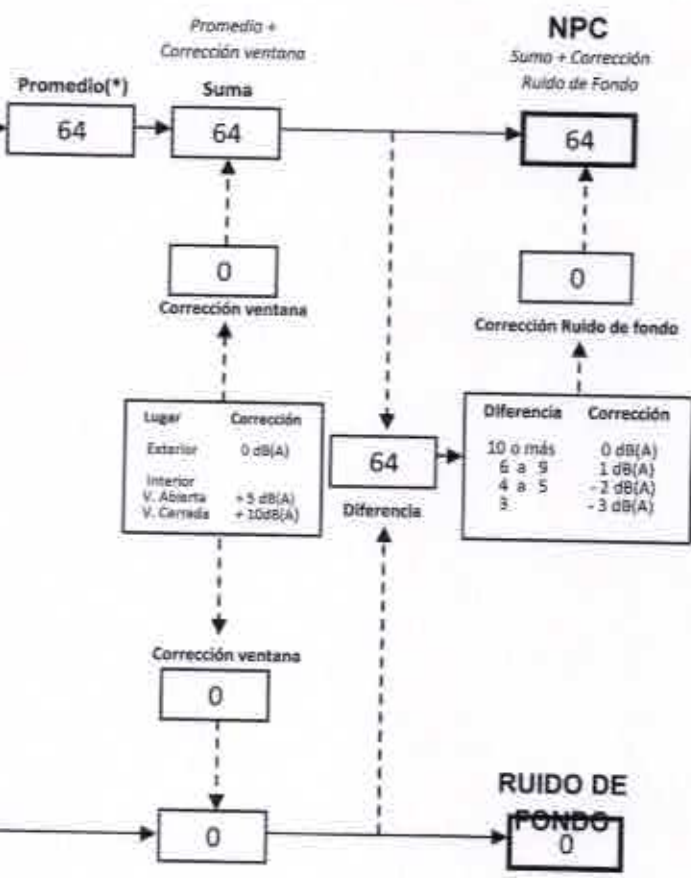 Promedio +
Corrección ventana
NPC
Suma + Corrección
Ruido de Fondo
Promedio(*)
Suma
64
64
64
0
Corrección ventana
0
Corrección Ruido de fondo
Lugar Corrección
Exterior 0 dB(A)
Interior
V. Abierta + 5 dB(A)
V. Cerrada + 10dB(A)
64
Diferencia
Diferencia Corrección
10 o más 0 dB(A)
6 a 9 1 dB(A)
4 a 5 - 2 dB(A)
3 - 3 dB(A)
Corrección ventana
0
0
RUIDO DE
FONDO
0